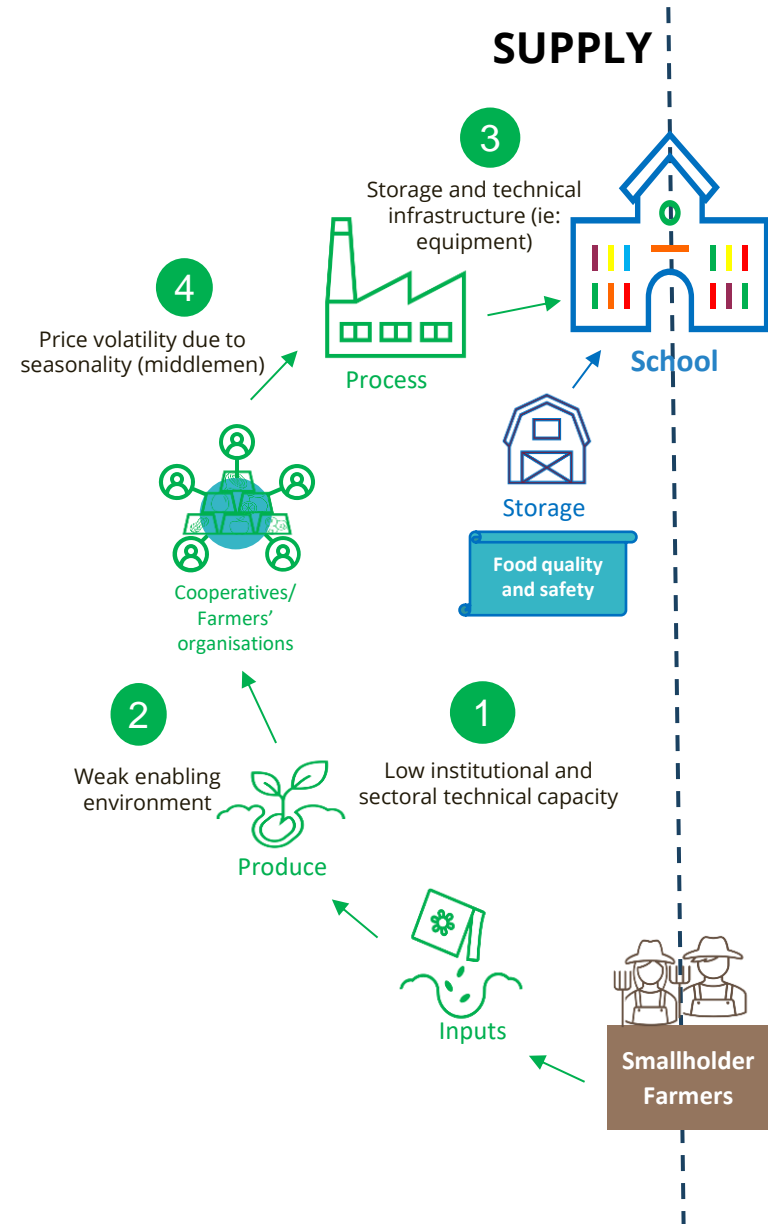 SUPPLY
3
Storage and technical
infrastructure (ie:
equipment)
4
Price volatility due to
seasonality (middlemen)
Process
School
Storage
Food quality
and safety
Cooperatives/
Farmers’
organisations
2
Weak enabling
environment
1
Low institutional and
sectoral technical capacity
Produce
Inputs
Smallholder
Farmers